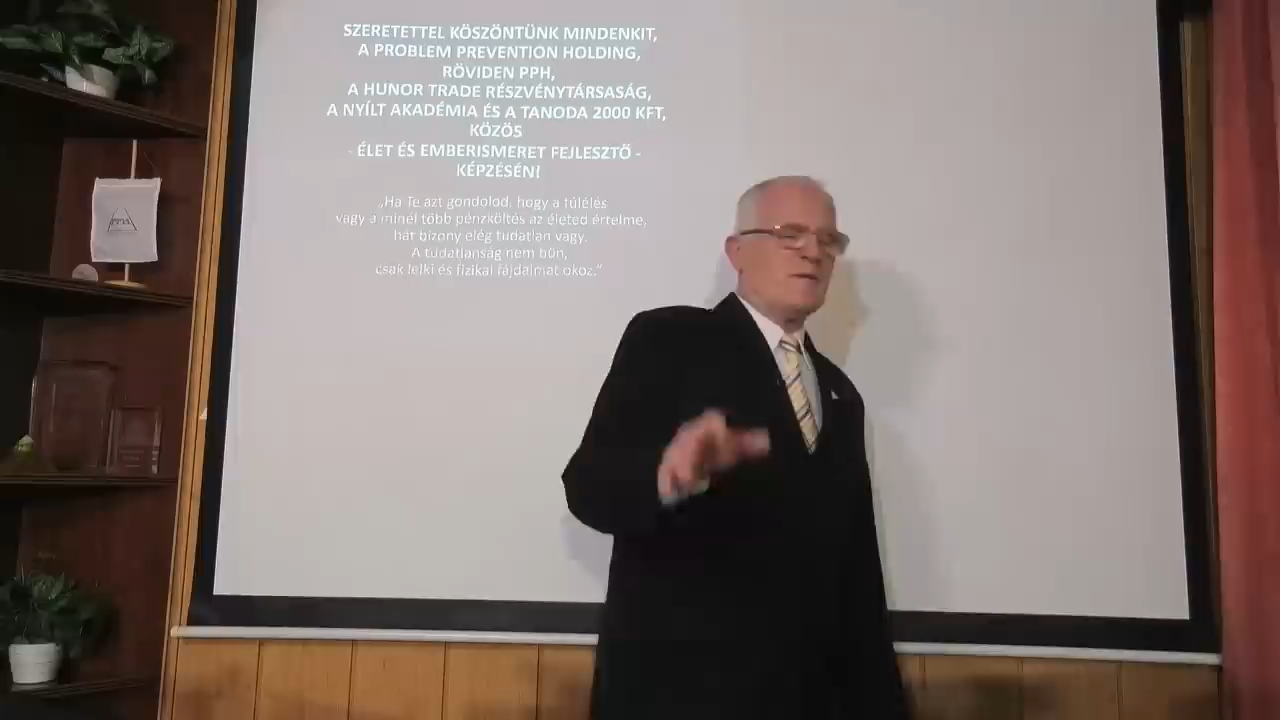 SZERETETTEL KÖSZÖNTÜNK MINDENKIT,
A PROBLEM PREVENTION HOLDING,
RÖVIDEN PPH,
A HUNOR TRADE RÉSZVÉNYTÁRSASÁG,
A NYÍLT AKADÉMIA ÉS A TANODA 2000 KFT,
KÖZÖS
- ÉLET ÉS EMBERISMERET FEJLESZTŐ -
KÉPZÉSÉN!
„Ha Te azt gondolod, hogy a túlélés
vagy a minél több pénzköltés az életed értelme,
hát bizony elég tudatlan vagy.
A tudatlanság nem bűn,
csak lelki és fizikai fájdalmat okoz.”